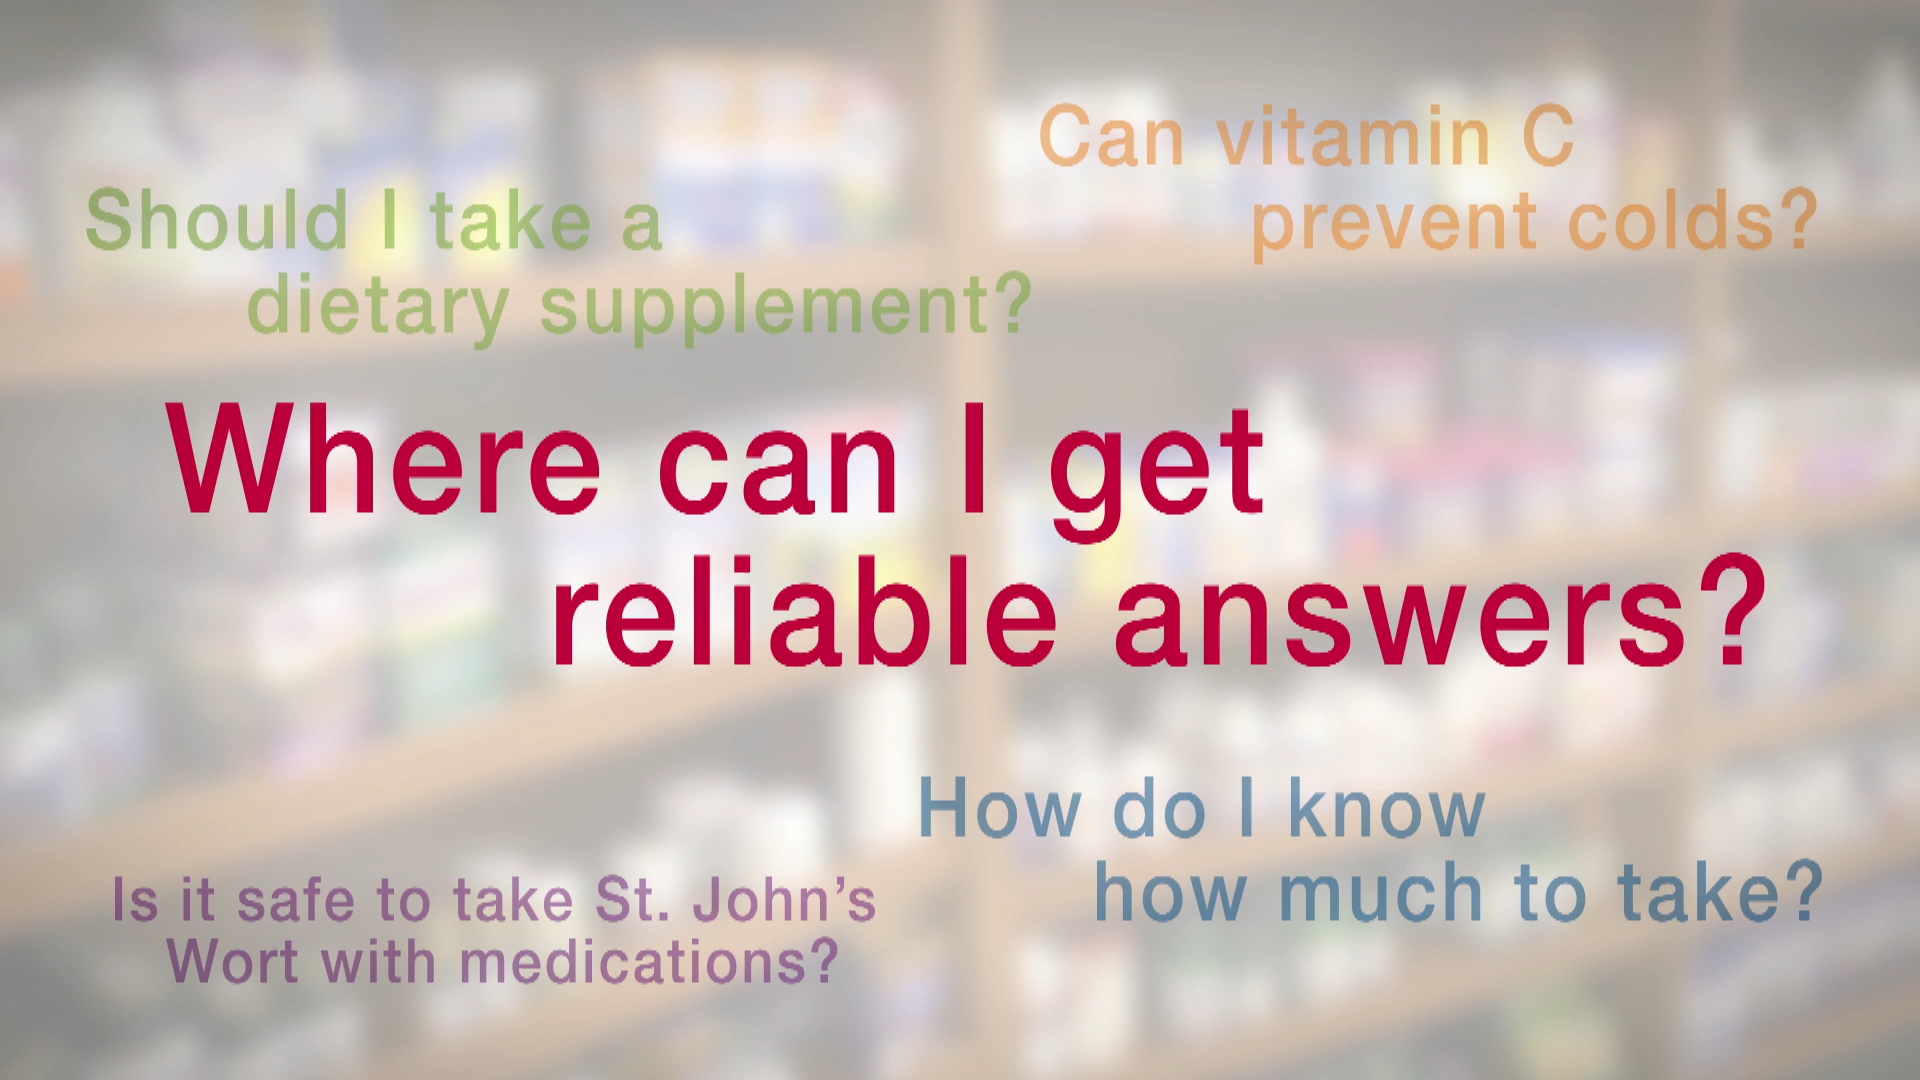 Can vitamin C
prevent colds?
Should I take a
dietary supplement?
Where can I get
reliable answers?
How do I know
how much to take?
Is it safe to take St. John’s
Wort with medications?